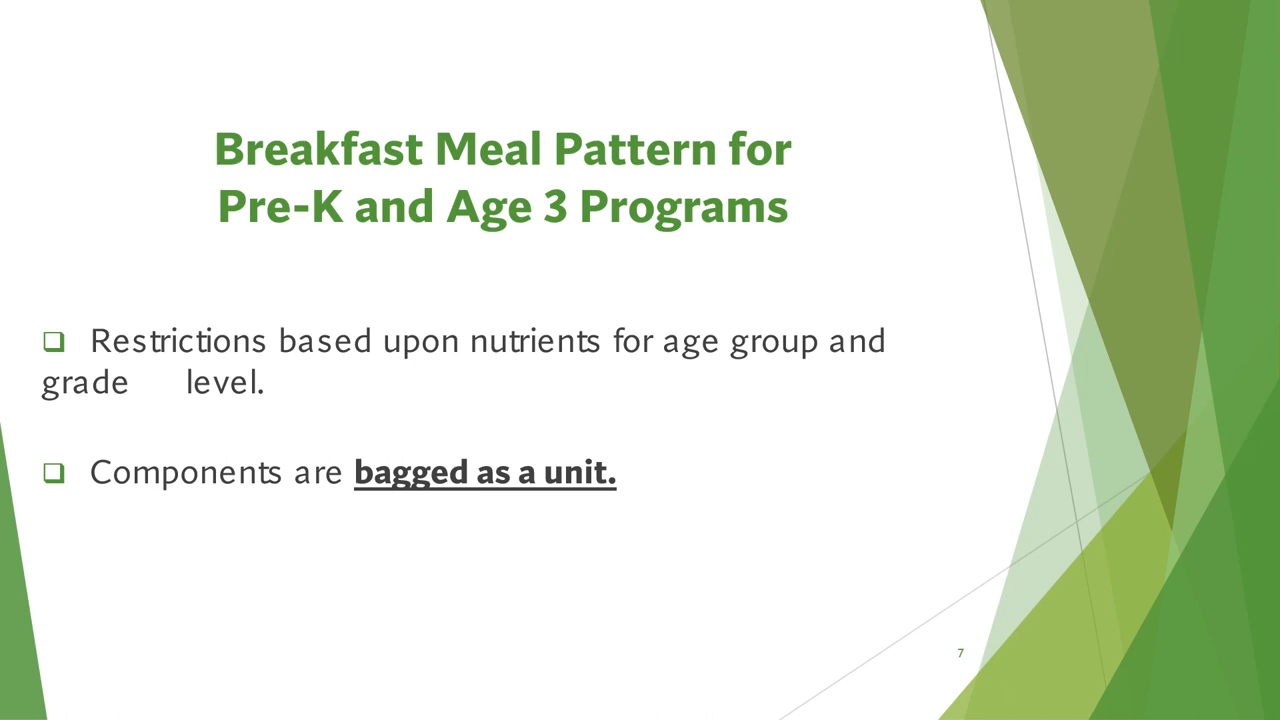 Breakfast Meal Pattern for
Pre-K and Age 3 Programs
❑ Restrictions based upon nutrients for age group and
grade level.
❑ Components are bagged as a unit.
7